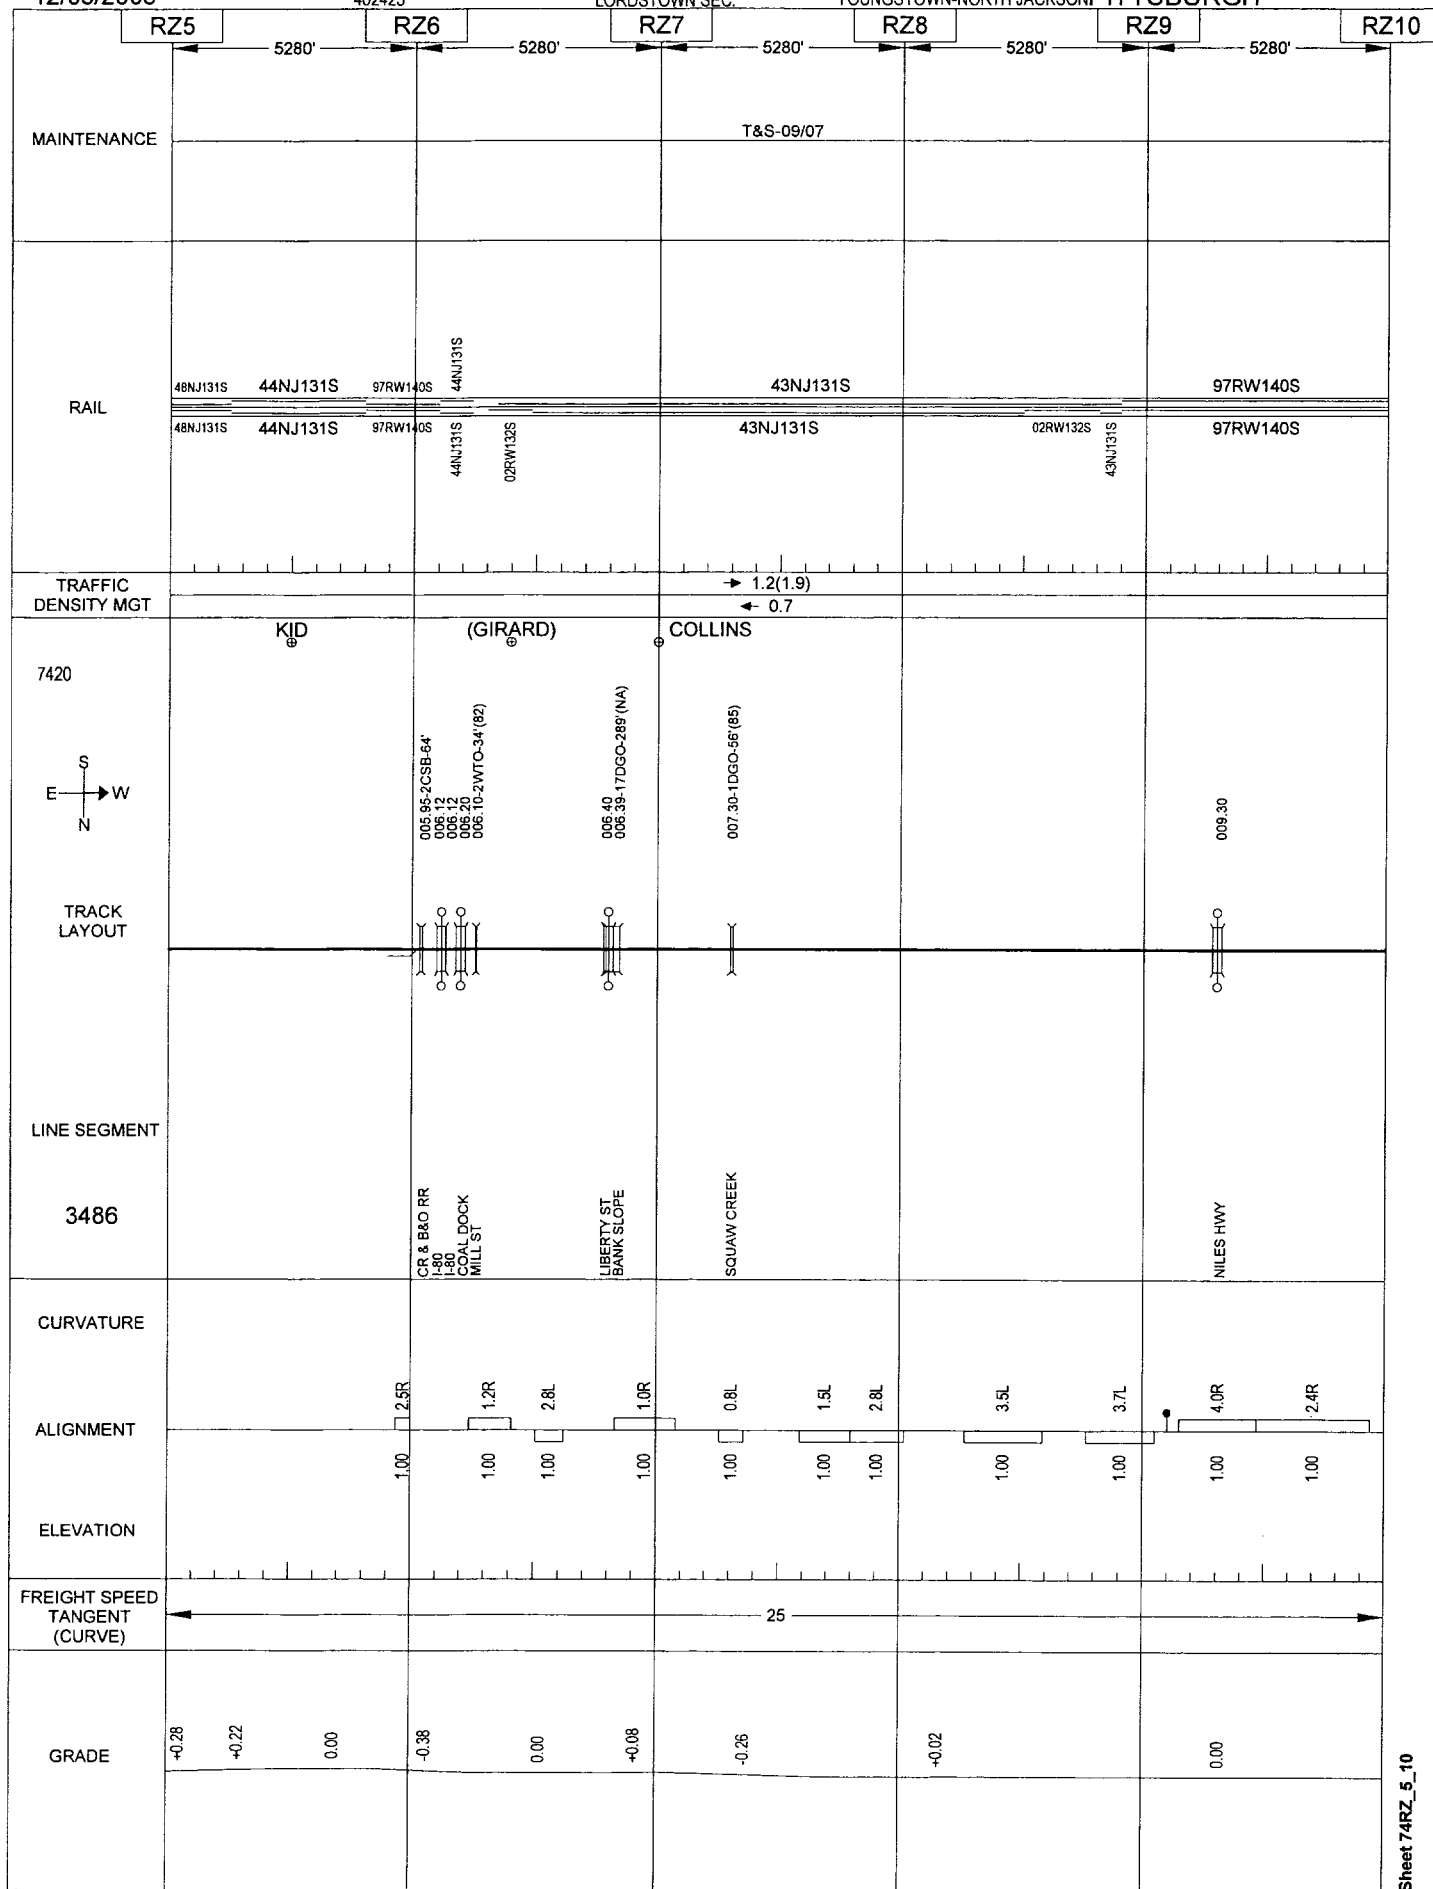 402425 LORDSTOWN SEC.
RZ5 RZ6 RZ7 RZ8 RZ9 RZ10
5280' 5280' 5280' 5280' 5280'
MAINTENANCE
T&S-09/07
RAIL
48NJ131S 44NJ131S 97RW140S 44NJ131S 43NJ131S 97RW140S
48NJ131S 44NJ131S 97RW140S 44NJ131S 02RW132S 43NJ131S 02RW132S 43NJ131S 97RW140S
TRAFFIC
DENSITY MGT
1.2(1.9)
0.7
KID (GIRARD) COLLINS
7420
S
E W
N
005.95-2CSB-64'
006.12
006.12
006.20
006.10-2WTO-34'(82)
006.40
006.39-17DGO-289'(NA)
007.30-1DGO-56'(85)
009.30
TRACK
LAYOUT
LINE SEGMENT
3486
CR & B&O RR
I-80
I-80
COAL DOCK
MILL ST
LIBERTY ST
BANK SLOPE
SQUAW CREEK
NILES HWY
CURVATURE
ALIGNMENT
2.5R 1.2R 2.8L 1.0R 0.8L 1.5L 2.8L 3.5L 3.7L 4.0R 2.4R
1.00 1.00 1.00 1.00 1.00 1.00 1.00 1.00 1.00 1.00 1.00
ELEVATION
FREIGHT SPEED
TANGENT
(CURVE)
25
GRADE
+0.28 +0.22 0.00 -0.38 0.00 +0.08 -0.26 +0.02 0.00
Sheet 74RZ_5_10